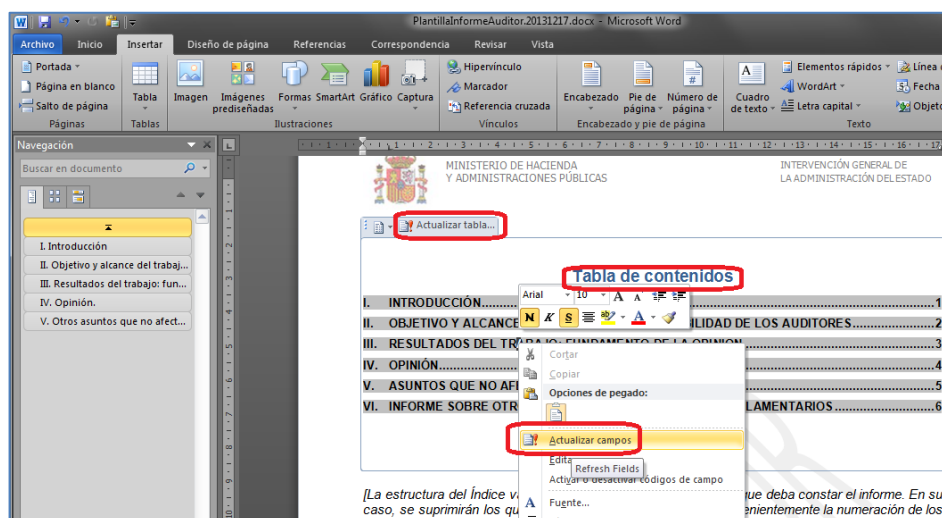 PlantillaInformeAuditor.20131217.docx - Microsoft Word
Archivo Inicio Insertar Diseño de página Referencias Correspondencia Revisar Vista
Portada
Página en blanco
Salto de página
Páginas
Tabla
Tablas
Imagen
Imágenes prediseñadas
Formas
SmartArt
Gráfico
Captura
Ilustraciones
Hipervínculo
Marcador
Referencia cruzada
Vínculos
Encabezado
Pie de página
Número de página
Encabezado y pie de página
Cuadro de texto
Elementos rápidos
WordArt
Letra capital
Línea
Fecha
Objeto
Texto
Navegación
Buscar en documento
I. Introducción
II. Objetivo y alcance del trabaj...
III. Resultados del trabajo: fun...
IV. Opinión.
V. Otros asuntos que no afect...
MINISTERIO DE HACIENDA
Y ADMINISTRACIONES PÚBLICAS
INTERVENCIÓN GENERAL DE
LA ADMINISTRACIÓN DEL ESTADO
Actualizar tabla...
Tabla de contenidos
Arial 10
I. INTRODUCCIÓN 1
II. OBJETIVO Y ALCANCE ILIDAD DE LOS AUDITORES 2
III. RESULTADOS DEL TRABAJO: FUNDAMENTO DE LA OPINION 3
IV. OPINIÓN 4
V. ASUNTOS QUE NO AFE 5
VI. INFORME SOBRE OTR LAMENTARIOS 6
Cortar
Copiar
Opciones de pegado:
Actualizar campos
Edita
Refresh Fields
Activar o desactivar códigos de campo
Fuente...
[La estructura del Índice v que deba constar el informe. En su
caso, se suprimirán los qu enientemente la numeración de los